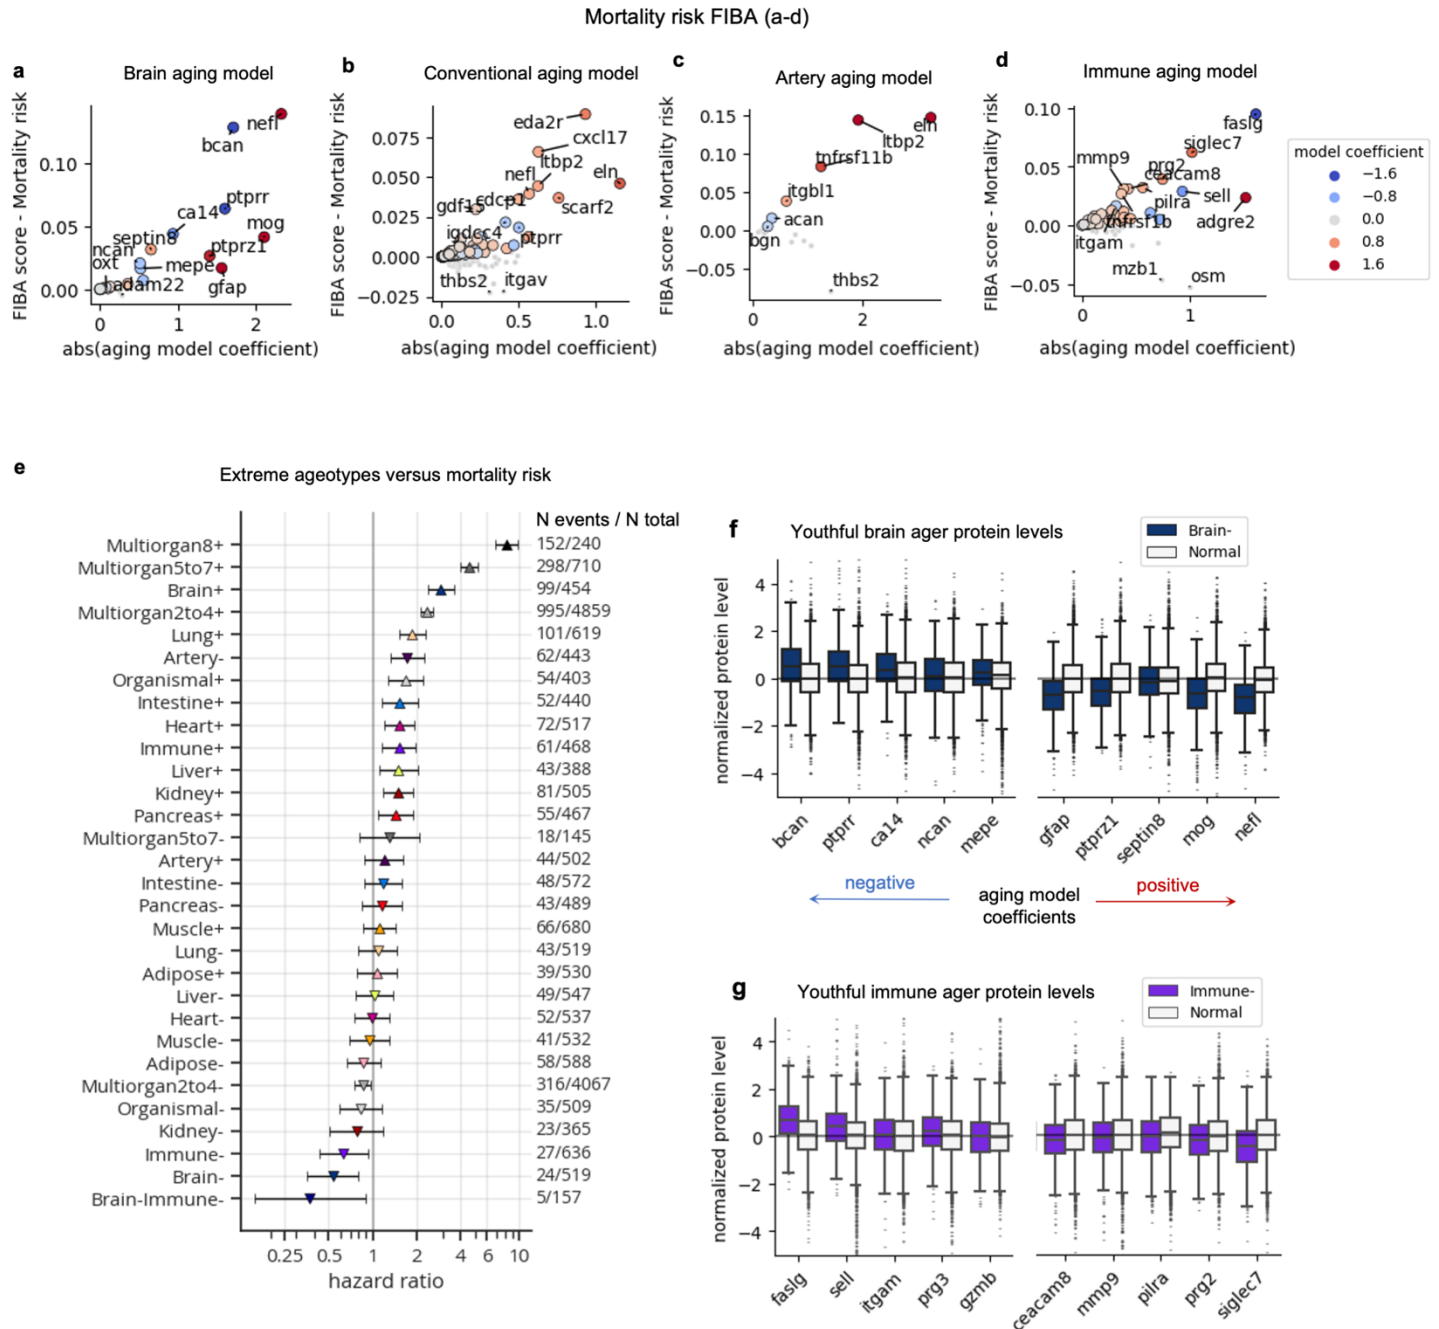 Mortality risk FIBA (a-d)
a
Brain aging model
FIBA score - Mortality risk
0.10
0.05
0.00
nefl
bcan
ptprr
ca14
mog
septin8
ncan
ptprz1
oxt
mepe
adam22
gfap
0
1
2
abs(aging model coefficient)
b
Conventional aging model
FIBA score - Mortality risk
0.075
0.050
0.025
0.000
−0.025
eda2r
cxcl17
ltbp2
nefl
eln
cdcp1
gdf15
scarf2
igdcc4
ptprr
thbs2
itgav
0.0
0.5
1.0
abs(aging model coefficient)
c
Artery aging model
FIBA score - Mortality risk
0.15
0.10
0.05
0.00
−0.05
eln
ltbp2
tnfrsf11b
itgbl1
acan
bgn
thbs2
0
2
abs(aging model coefficient)
d
Immune aging model
FIBA score - Mortality risk
0.10
0.05
0.00
−0.05
faslg
siglec7
mmp9
prg2
ceacam8
sell
pilra
adgre2
tnfrsf1b
itgam
mzb1
osm
0
1
abs(aging model coefficient)
model coefficient
−1.6
−0.8
0.0
0.8
1.6
e
Extreme ageotypes versus mortality risk
N events / N total
Multiorgan8+ 152/240
Multiorgan5to7+ 298/710
Brain+ 99/454
Multiorgan2to4+ 995/4859
Lung+ 101/619
Artery- 62/443
Organismal+ 54/403
Intestine+ 52/440
Heart+ 72/517
Immune+ 61/468
Liver+ 43/388
Kidney+ 81/505
Pancreas+ 55/467
Multiorgan5to7- 18/145
Artery+ 44/502
Intestine- 48/572
Pancreas- 43/489
Muscle+ 66/680
Lung- 43/519
Adipose+ 39/530
Liver- 49/547
Heart- 52/537
Muscle- 41/532
Adipose- 58/588
Multiorgan2to4- 316/4067
Organismal- 35/509
Kidney- 23/365
Immune- 27/636
Brain- 24/519
Brain-Immune- 5/157
0.25 0.5 1 2 4 6 10
hazard ratio
f
Youthful brain ager protein levels
Brain-
Normal
normalized protein level
4
2
0
−2
−4
bcan
ptprr
ca14
ncan
mepe
gfap
ptprz1
septin8
mog
nefl
negative
aging model
coefficients
positive
g
Youthful immune ager protein levels
Immune-
Normal
normalized protein level
4
2
0
−2
−4
faslg
sell
itgam
prg3
gzmb
ceacam8
mmp9
pilra
prg2
siglec7